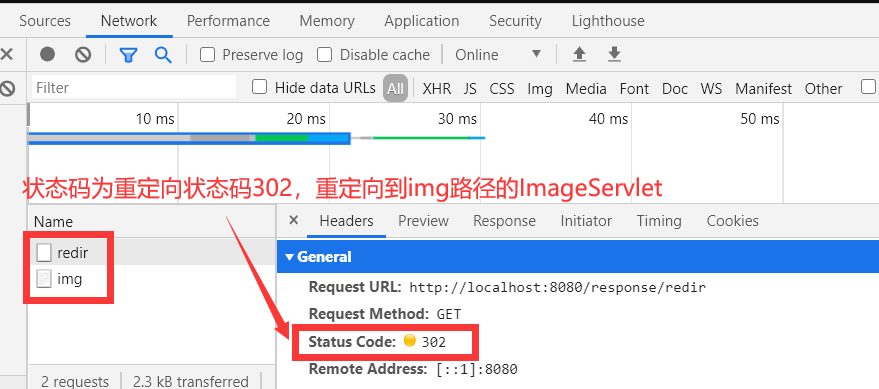 Sources Network Performance Memory Application Security Lighthouse
Preserve log Disable cache Online
Filter Hide data URLs All XHR JS CSS Img Media Font Doc WS Manifest Other
10 ms 20 ms 30 ms 40 ms 50 ms
状态码为重定向状态码302，重定向到img路径的ImageServlet
Name
redir
img
2 requests 2.3 kB transferred
× Headers Preview Response Initiator Timing Cookies
General
Request URL: http://localhost:8080/response/redir
Request Method: GET
Status Code: 302
Remote Address: [::1]:8080